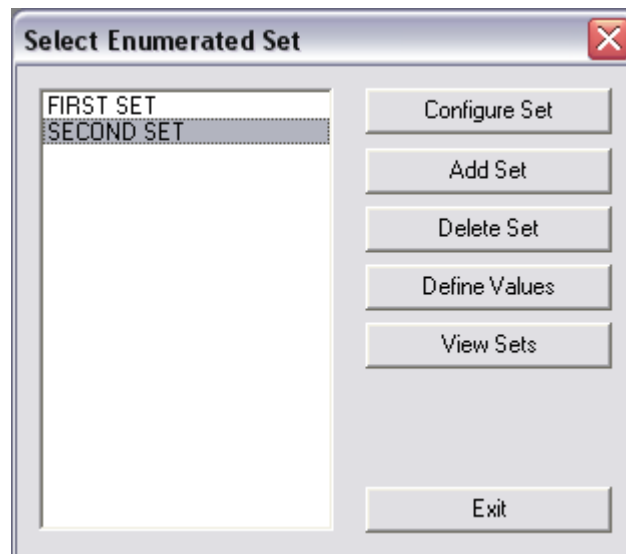 Select Enumerated Set
FIRST SET
SECOND SET
Configure Set
Add Set
Delete Set
Define Values
View Sets
Exit